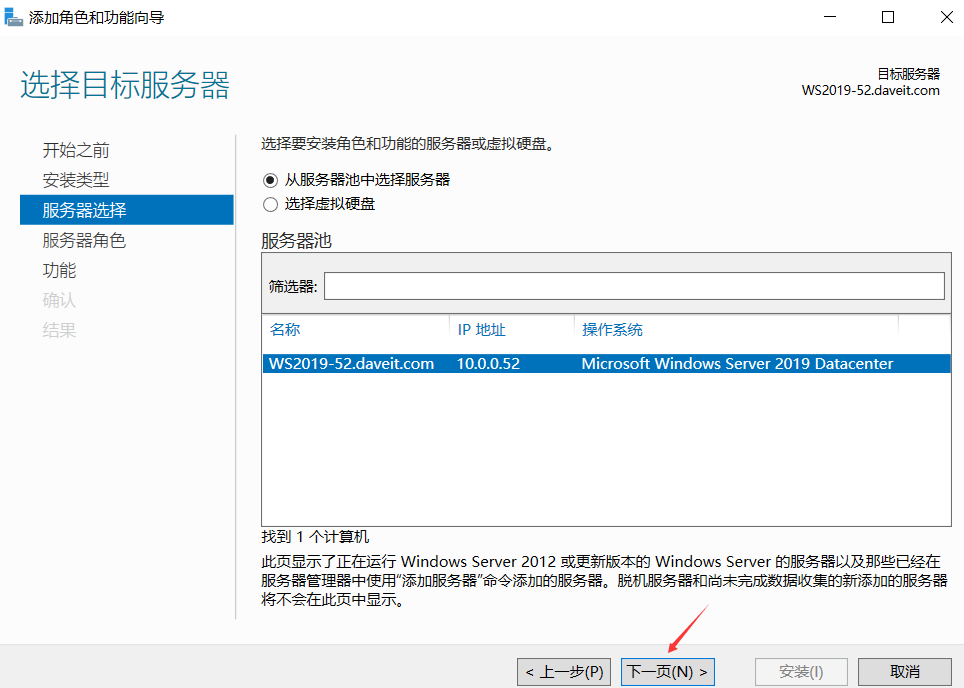 添加角色和功能向导
选择目标服务器
目标服务器
WS2019-52.daveit.com
开始之前
安装类型
服务器选择
服务器角色
功能
确认
结果
选择要安装角色和功能的服务器或虚拟硬盘。
从服务器池中选择服务器
选择虚拟硬盘
服务器池
筛选器:
名称 IP 地址 操作系统
WS2019-52.daveit.com 10.0.0.52 Microsoft Windows Server 2019 Datacenter
找到 1 个计算机
此页显示了正在运行 Windows Server 2012 或更新版本的 Windows Server 的服务器以及那些已经在
服务器管理器中使用“添加服务器”命令添加的服务器。脱机服务器和尚未完成数据收集的新添加的服务器
将不会在此页中显示。
< 上一步(P) 下一页(N) > 安装(I) 取消